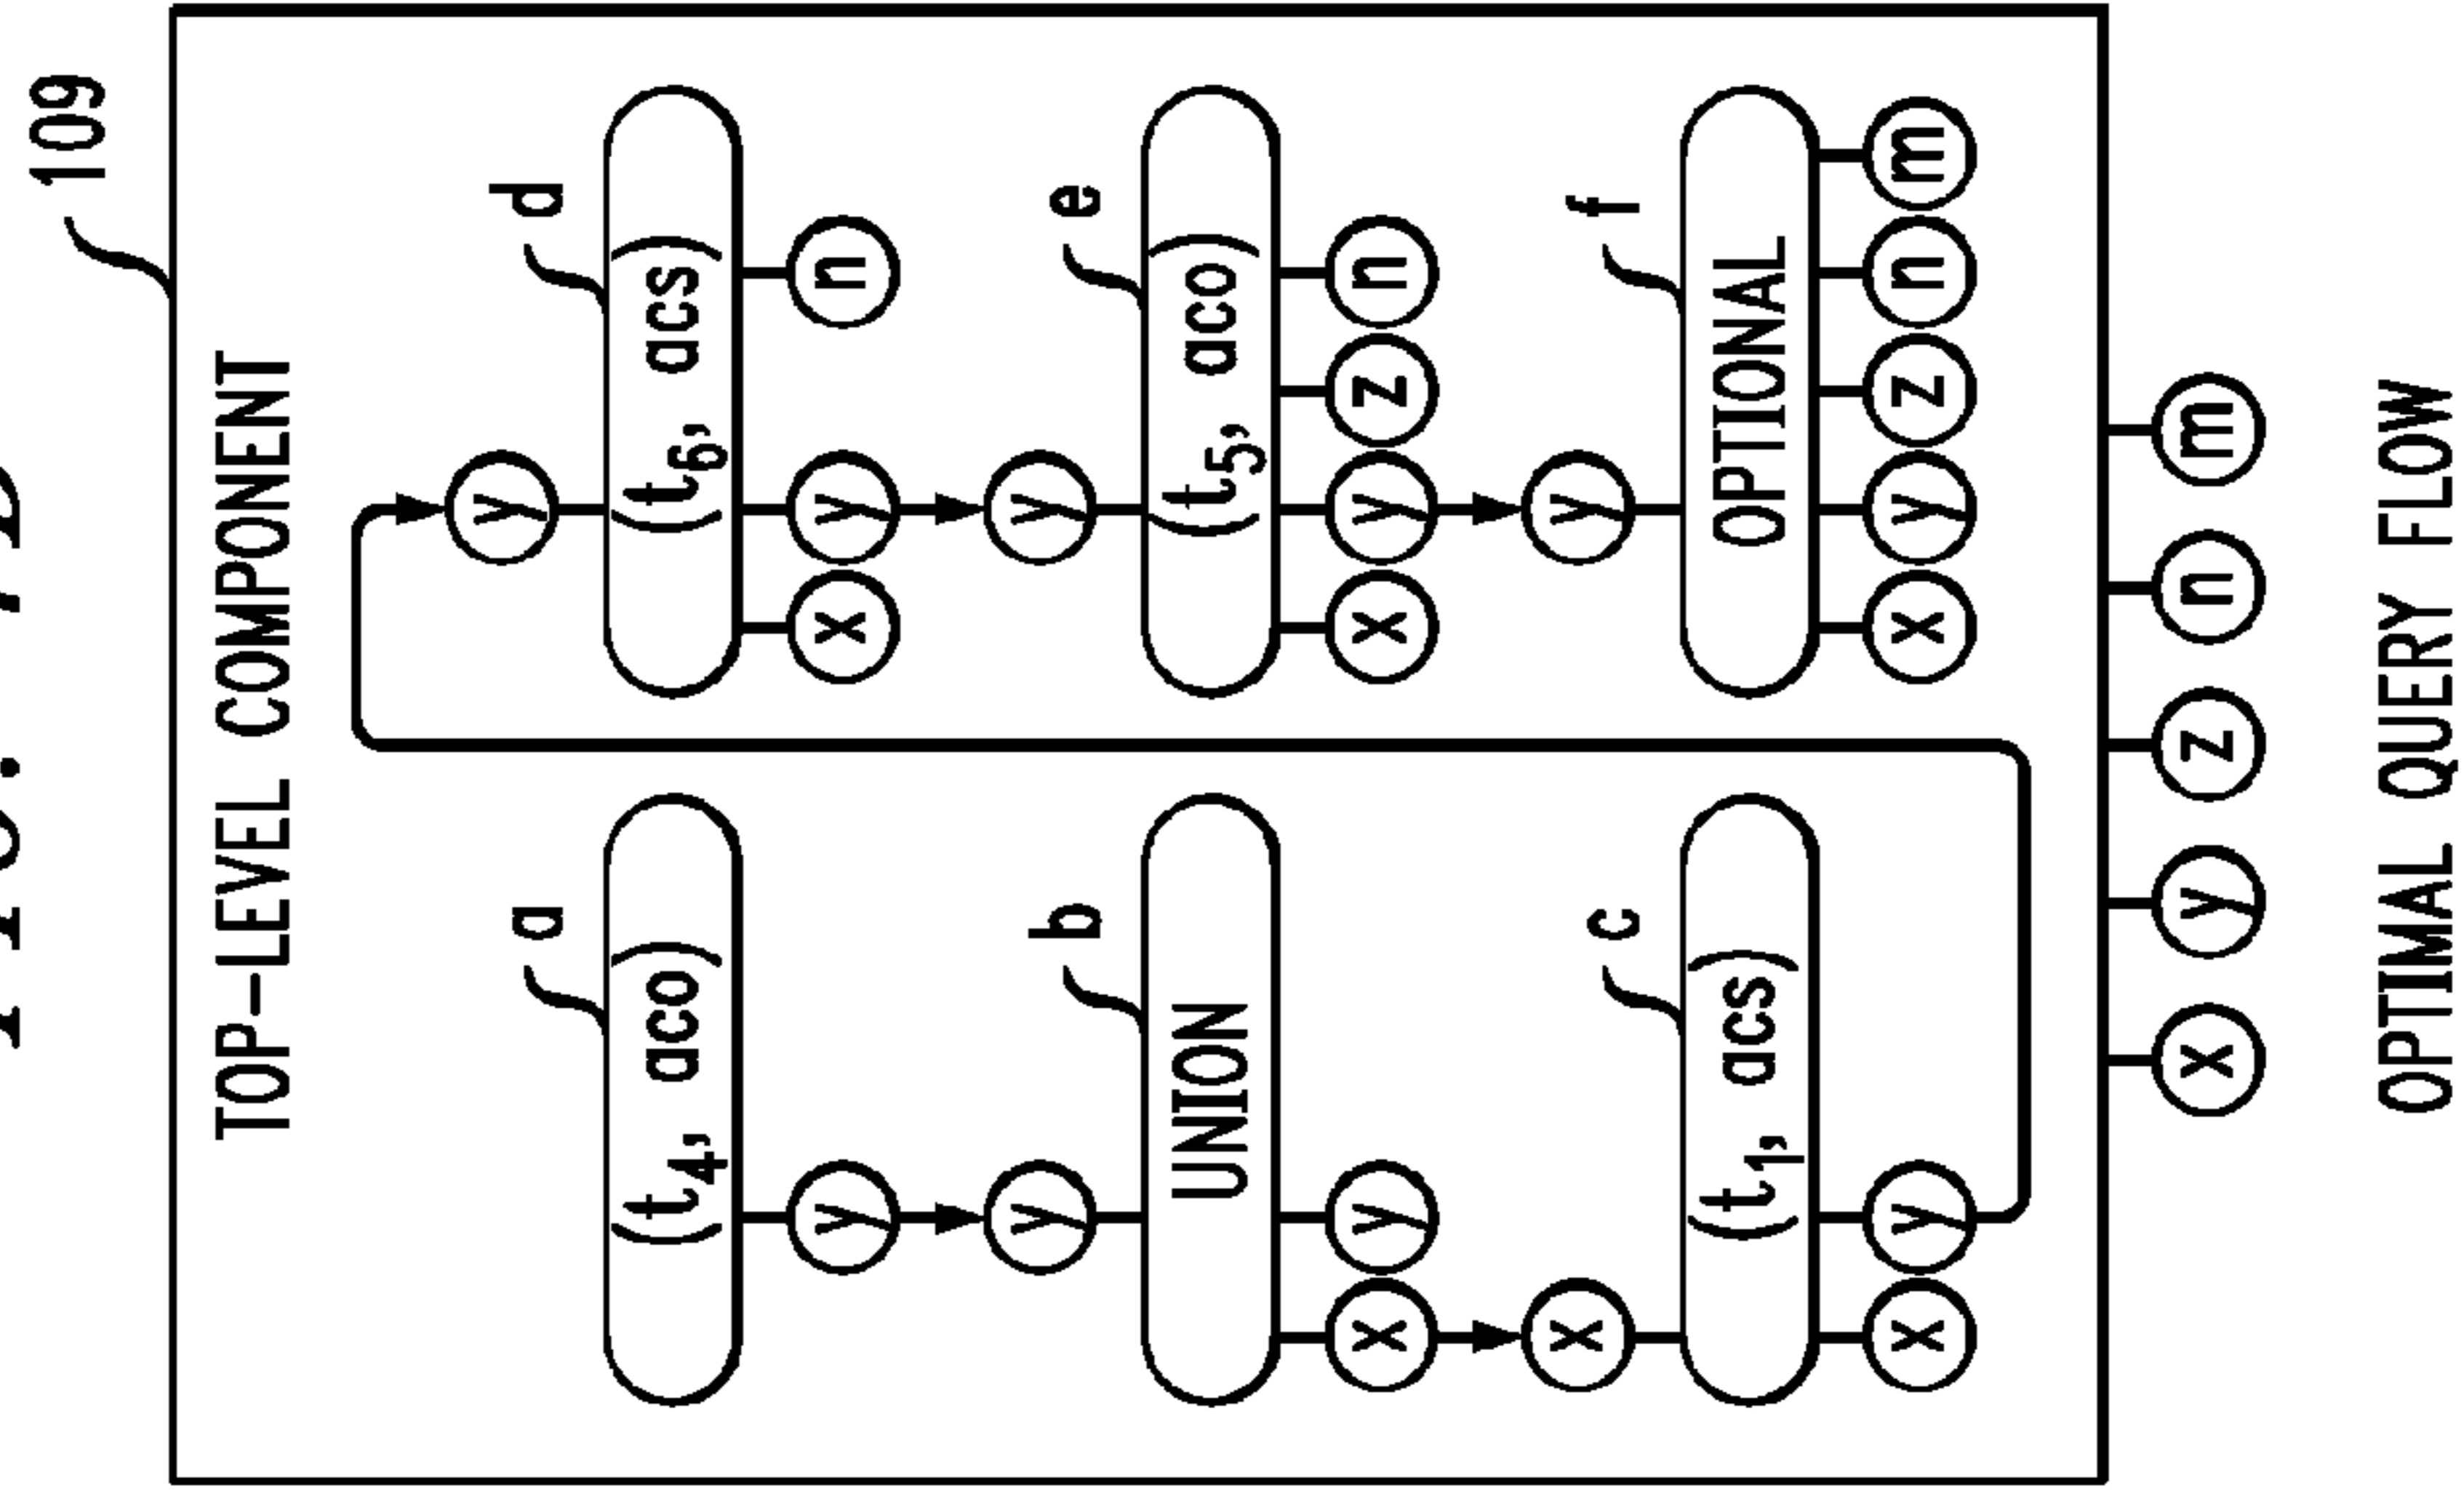 109
TOP-LEVEL COMPONENT
a
(t₄, aco)
y
y
b
UNION
x y
x
c
(t₁, acs)
x y
y
d
(t₆, acs)
x y n
y
e
(t₅, aco)
x y z n
y
f
OPTIONAL
x y z n m
x y z n m
OPTIMAL QUERY FLOW